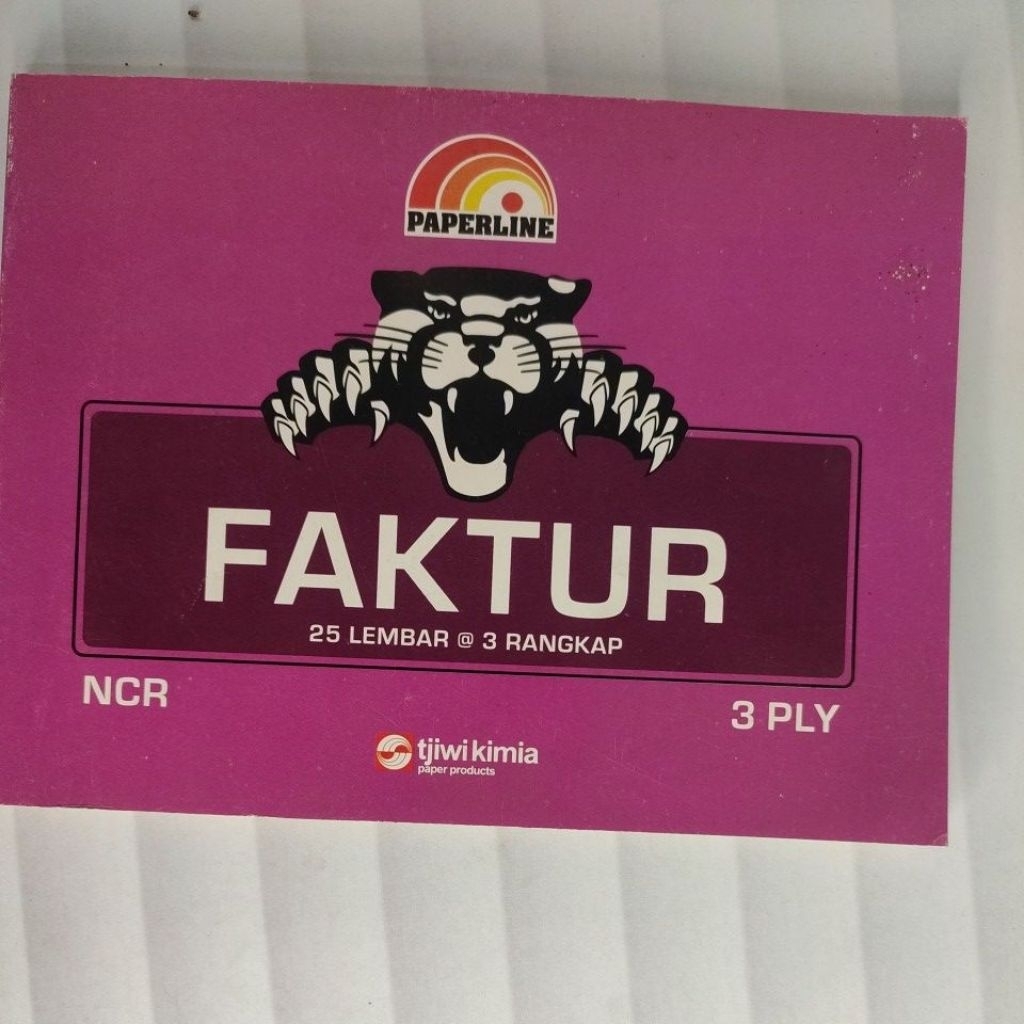 PAPERLINE
FAKTUR
25 LEMBAR @ 3 RANGKAP
NCR
3 PLY
tjiwi kimia
paper products